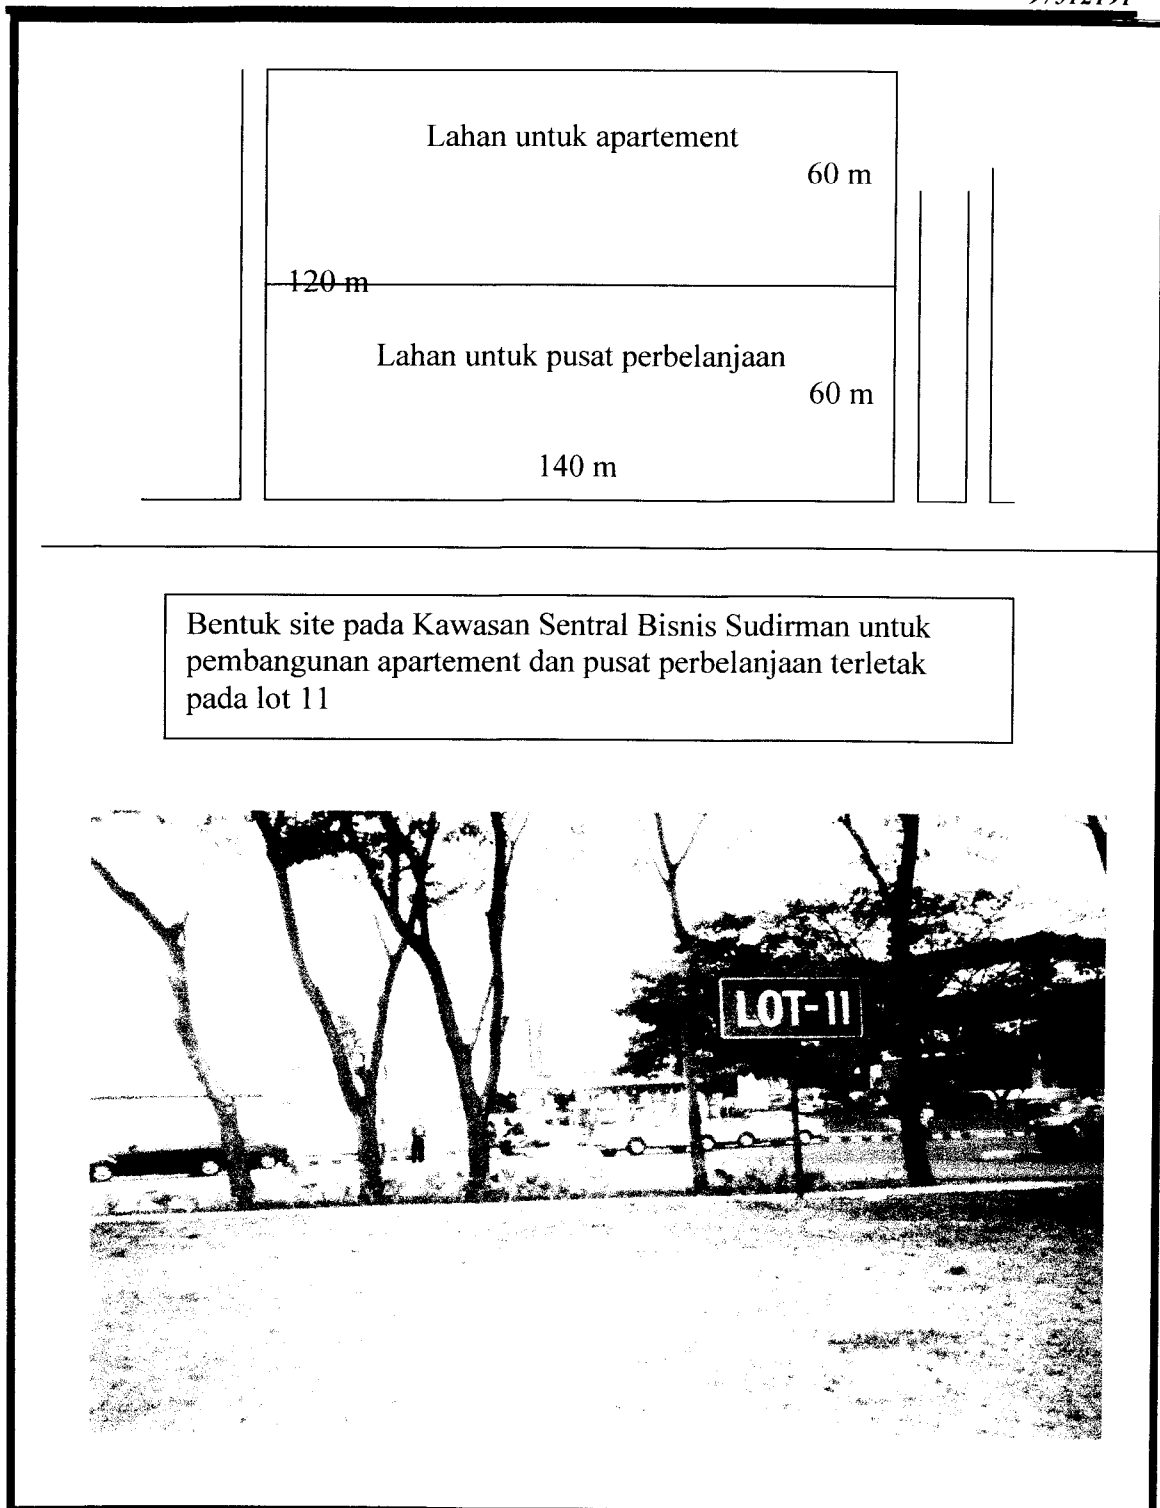 Lahan untuk apartement
60 m
120 m
Lahan untuk pusat perbelanjaan
60 m
140 m
Bentuk site pada Kawasan Sentral Bisnis Sudirman untuk
pembangunan apartement dan pusat perbelanjaan terletak
pada lot 11
LOT-11